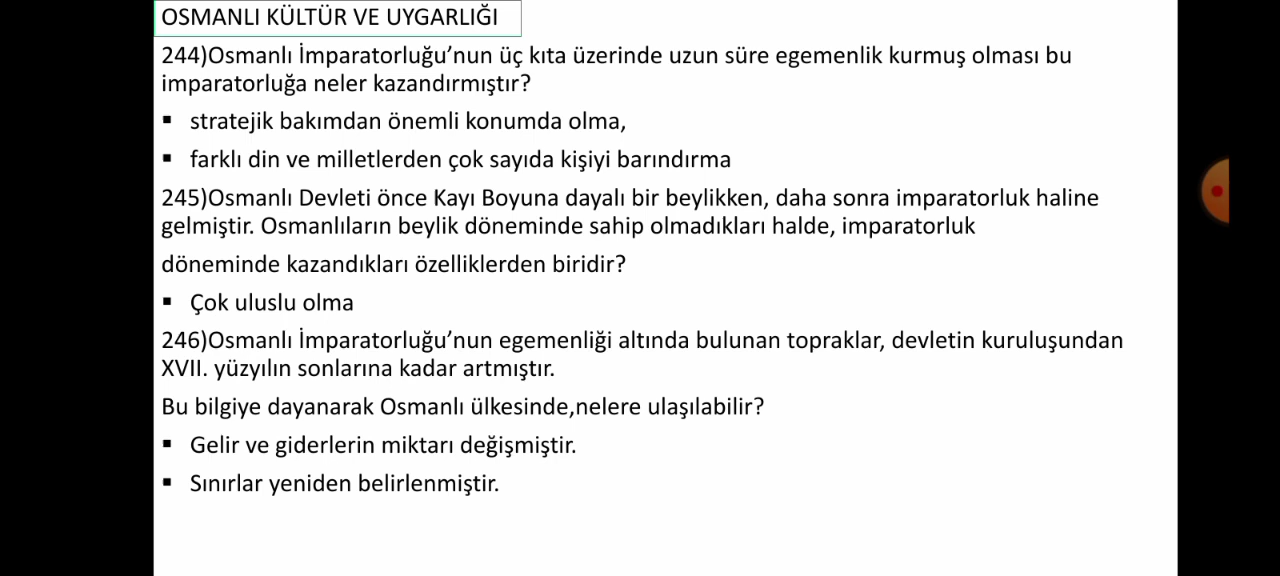 OSMANLI KÜLTÜR VE UYGARLIĞI
244)Osmanlı İmparatorluğu’nun üç kıta üzerinde uzun süre egemenlik kurmuş olması bu
imparatorluğa neler kazandırmıştır?
▪ stratejik bakımdan önemli konumda olma,
▪ farklı din ve milletlerden çok sayıda kişiyi barındırma
245)Osmanlı Devleti önce Kayı Boyuna dayalı bir beylikken, daha sonra imparatorluk haline
gelmiştir. Osmanlıların beylik döneminde sahip olmadıkları halde, imparatorluk
döneminde kazandıkları özelliklerden biridir?
▪ Çok uluslu olma
246)Osmanlı İmparatorluğu’nun egemenliği altında bulunan topraklar, devletin kuruluşundan
XVII. yüzyılın sonlarına kadar artmıştır.
Bu bilgiye dayanarak Osmanlı ülkesinde,nelere ulaşılabilir?
▪ Gelir ve giderlerin miktarı değişmiştir.
▪ Sınırlar yeniden belirlenmiştir.